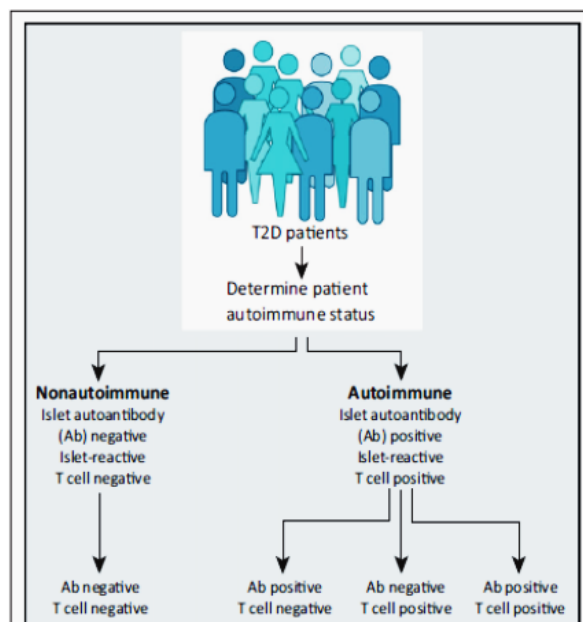 T2D patients
Determine patient
autoimmune status
Nonautoimmune
Islet autoantibody
(Ab) negative
Islet-reactive
T cell negative
Autoimmune
Islet autoantibody
(Ab) positive
Islet-reactive
T cell positive
Ab negative
T cell negative
Ab positive
T cell negative
Ab negative
T cell positive
Ab positive
T cell positive